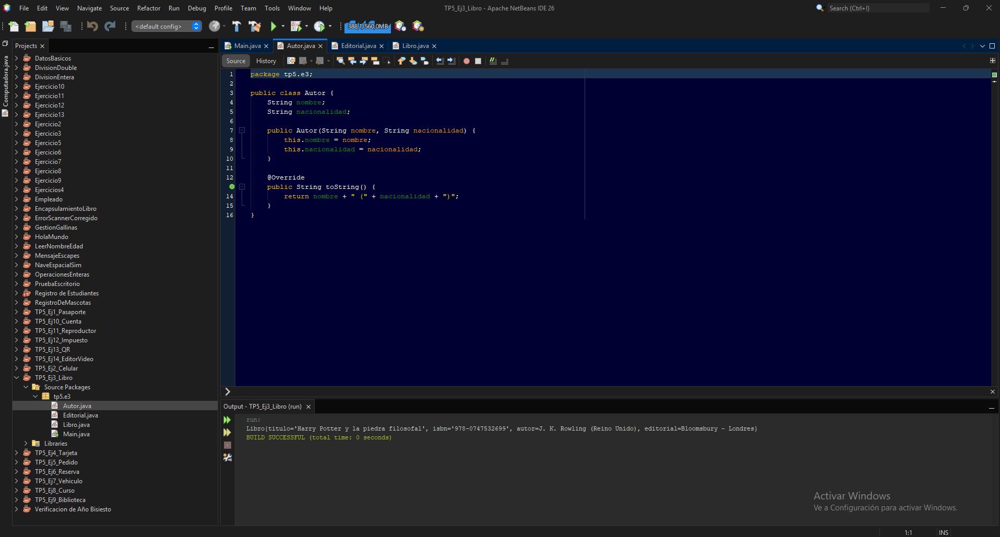 File Edit View Navigate Source Refactor Run Debug Profile Team Tools Window Help
TP5_Ej3_Libro - Apache NetBeans IDE 26
Search (Ctrl+I)
<default config>
388,1/560,0MB
Computadora.java
Projects
DatosBasicos
DivisionDouble
DivisionEntera
Ejercicio10
Ejercicio11
Ejercicio12
Ejercicio13
Ejercicio2
Ejercicio3
Ejercicio5
Ejercicio6
Ejercicio7
Ejercicio8
Ejercicio9
Ejercicios4
Empleado
EncapsulamientoLibro
ErrorScannerCorregido
GestionGallinas
HolaMundo
LeerNombreEdad
MensajeEscapes
NaveEspacialSim
OperacionesEnteras
PruebaEscritorio
Registro de Estudiantes
RegistroDeMascotas
TP5_Ej1_Pasaporte
TP5_Ej10_Cuenta
TP5_Ej11_Reproductor
TP5_Ej12_Impuesto
TP5_Ej13_QR
TP5_Ej14_EditorVideo
TP5_Ej2_Celular
TP5_Ej3_Libro
Source Packages
tp5.e3
Autor.java
Editorial.java
Libro.java
Main.java
Libraries
TP5_Ej4_Tarjeta
TP5_Ej5_Pedido
TP5_Ej6_Reserva
TP5_Ej7_Vehiculo
TP5_Ej8_Curso
TP5_Ej9_Biblioteca
Verificacion de Año Bisiesto
Main.java Autor.java Editorial.java Libro.java
Source History
1 package tp5.e3;
2
3 public class Autor {
4 String nombre;
5 String nacionalidad;
6
7 public Autor(String nombre, String nacionalidad) {
8 this.nombre = nombre;
9 this.nacionalidad = nacionalidad;
10 }
11
12 @Override
public String toString() {
14 return nombre + " (" + nacionalidad + ")";
15 }
16 }
Output - TP5_Ej3_Libro (run)
run:
Libro{titulo='Harry Potter y la piedra filosofal', isbn='978-0747532699', autor=J. K. Rowling (Reino Unido), editorial=Bloomsbury - Londres}
BUILD SUCCESSFUL (total time: 0 seconds)
Activar Windows
Ve a Configuración para activar Windows.
1:1 INS